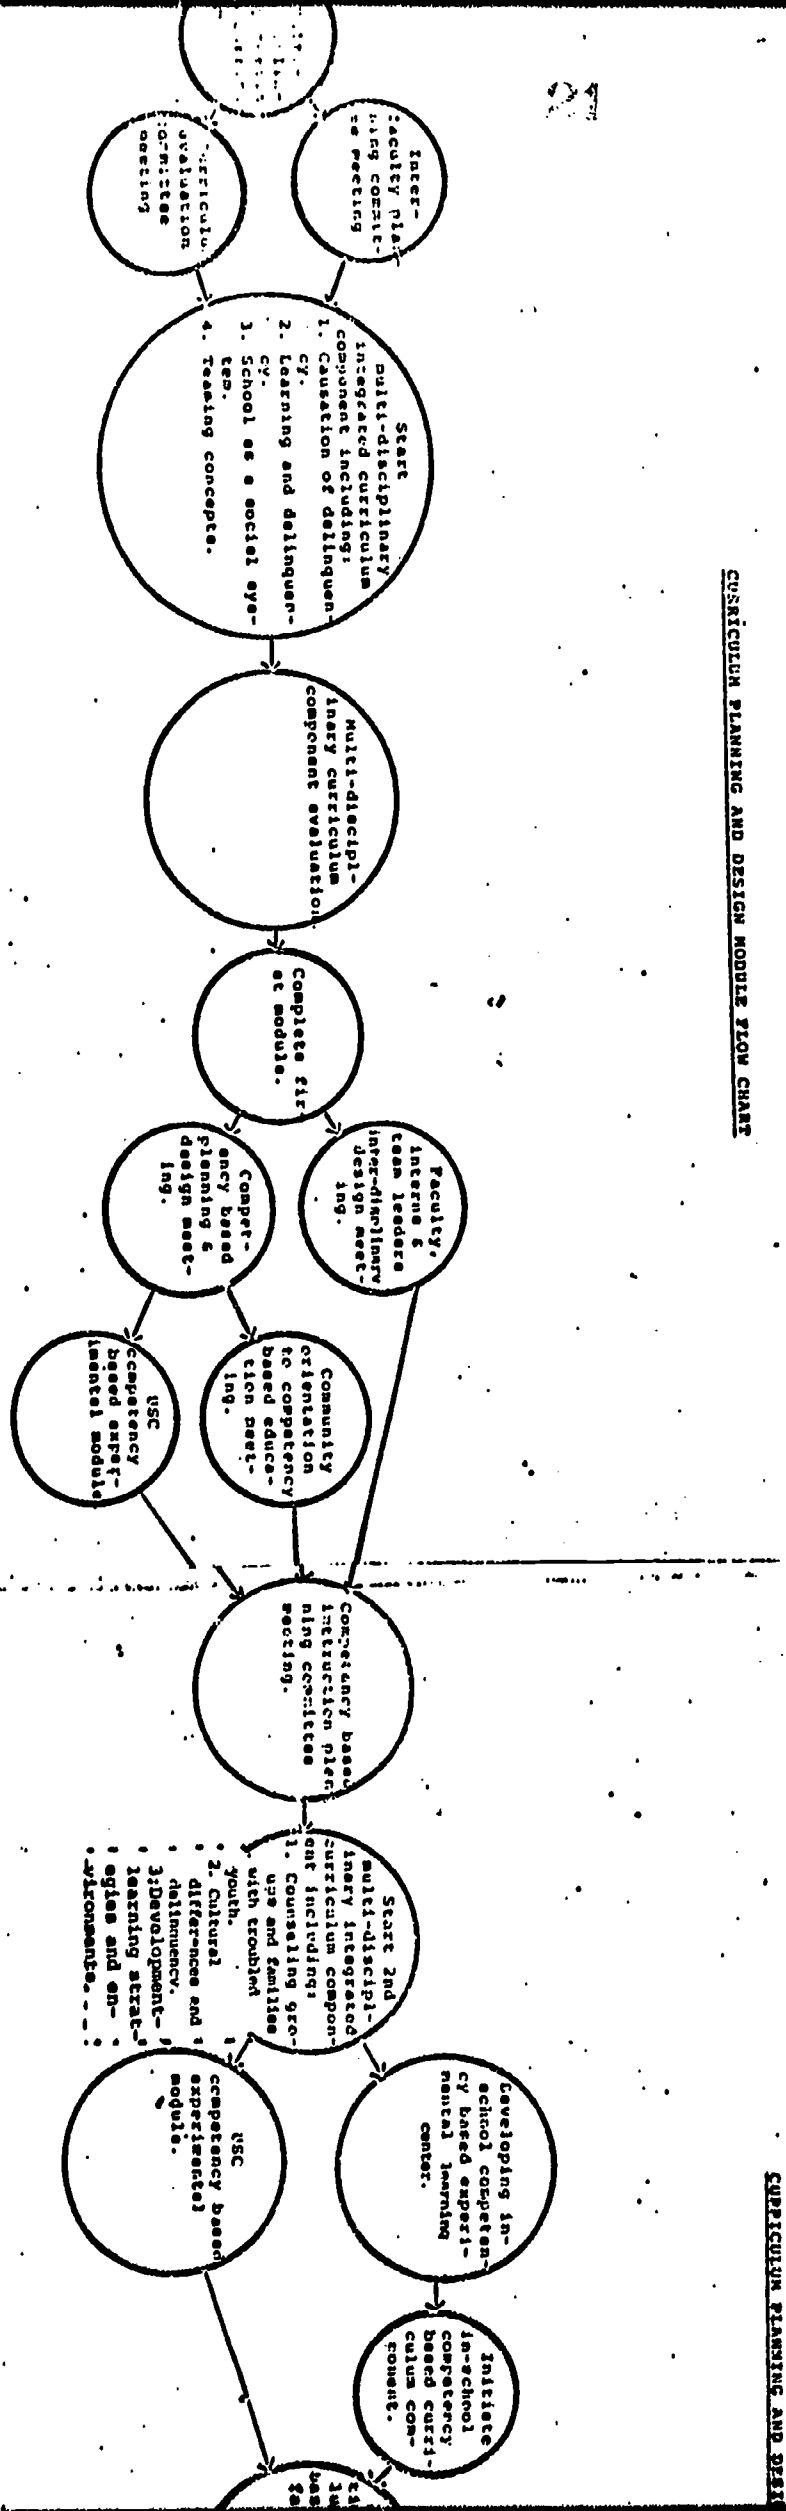 21
CURRICULUM PLANNING AND DESIGN MODULE FLOW CHART
Inter-
faculty plan
ning commit-
te meeting
curriculu
evaluation
committee
meeting
Start
multi-disciplinary
integrated curriculum
component including:
1. Causation of delinquen-
cy.
2. Learning and delinquen-
cy.
3. School as a social sys-
tem.
4. Teaming concepts.
Multi-discipl-
inary curriculum
component evaluation.
Complete fir
st module.
Faculty,
interns &
team leaders
inter-disclinary
design meet-
ing.
Compet-
ency based
planning &
design meet-
ing.
Community
orientation
to competency
based educa-
tion meet-
ing.
USC
competency
based exper-
imental module
Competency based
instruction plan
ning committee
meeting.
Start 2nd
multi-discipl-
inary integrated
curriculum compon-
ent including:
1. Counseling gro-
ups and families
with troubled
youth.
2. Cultural
differences and
delinquency.
3. Development-
learning strat-
egies and en-
vironments.
Developing in-
school competen-
cy based experi-
mental learning
center.
USC
competency based
experimental
module.
Initiate
in-school
competency
based curri-
culum com-
ponent.
CURRICULUM PLANNING AND DESI